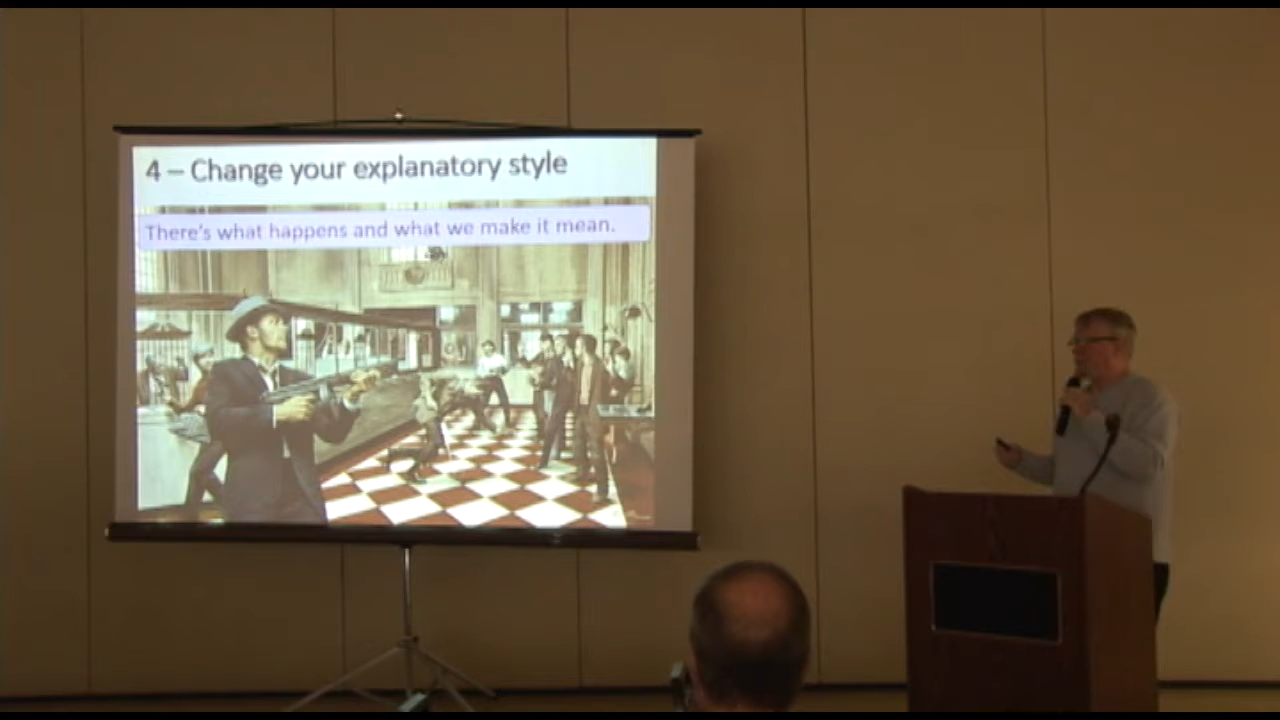 4 – Change your explanatory style
There's what happens and what we make it mean.